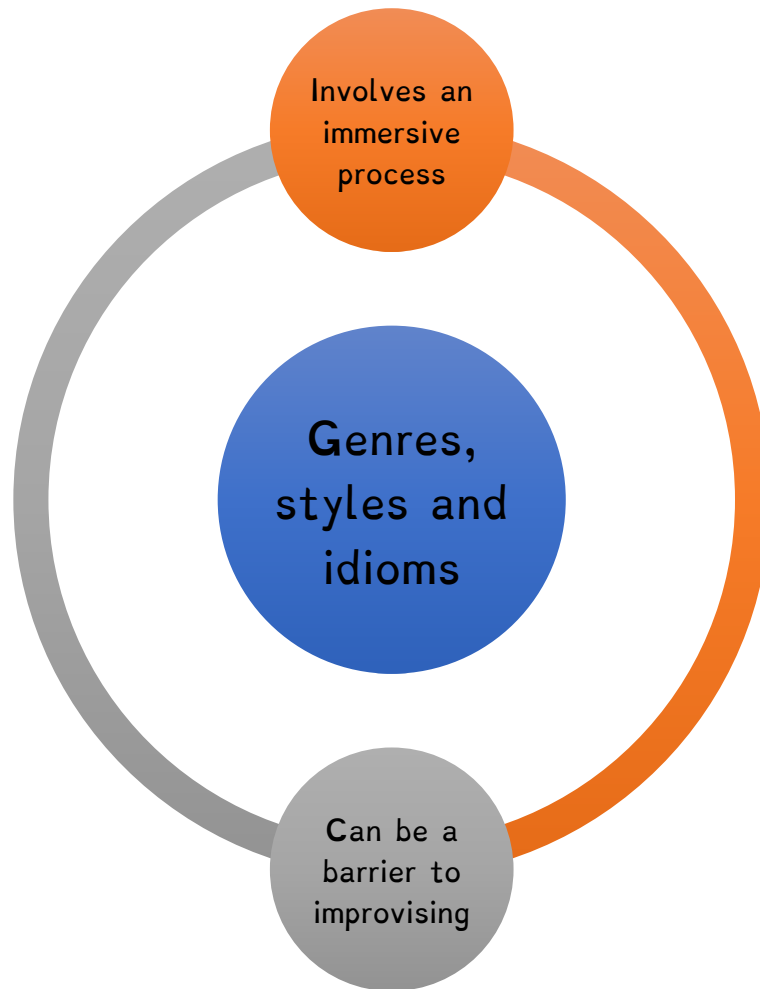 Involves an
immersive
process
Genres,
styles and
idioms
Can be a
barrier to
improvising